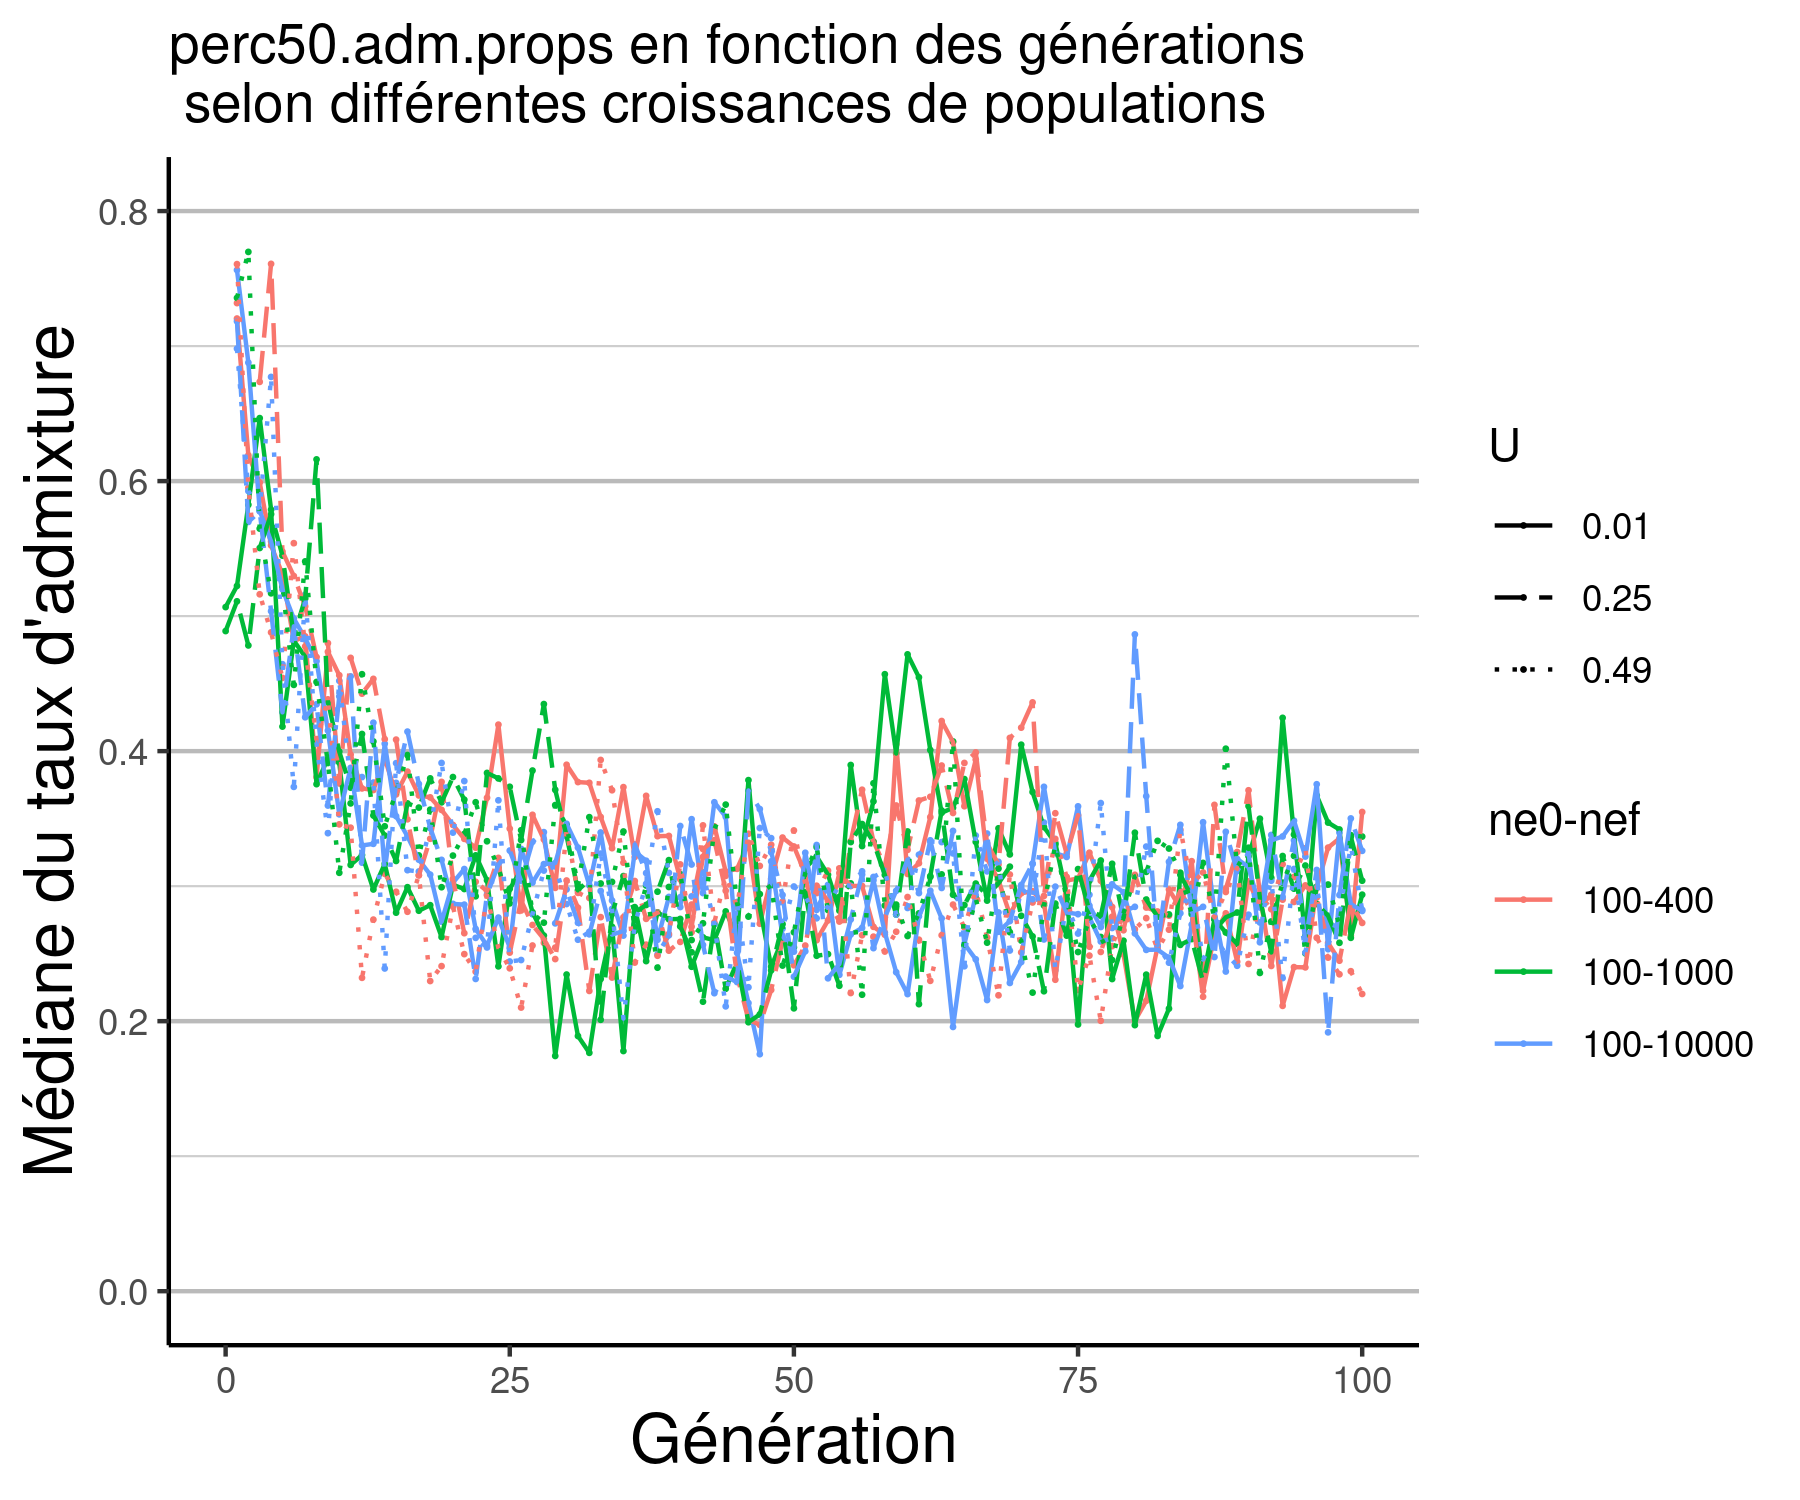 perc50.adm.props en fonction des générations
selon différentes croissances de populations
Médiane du taux d'admixture
0.8
0.6
0.4
0.2
0.0
0
25
50
75
100
Génération
U
0.01
0.25
0.49
ne0-nef
100-400
100-1000
100-10000